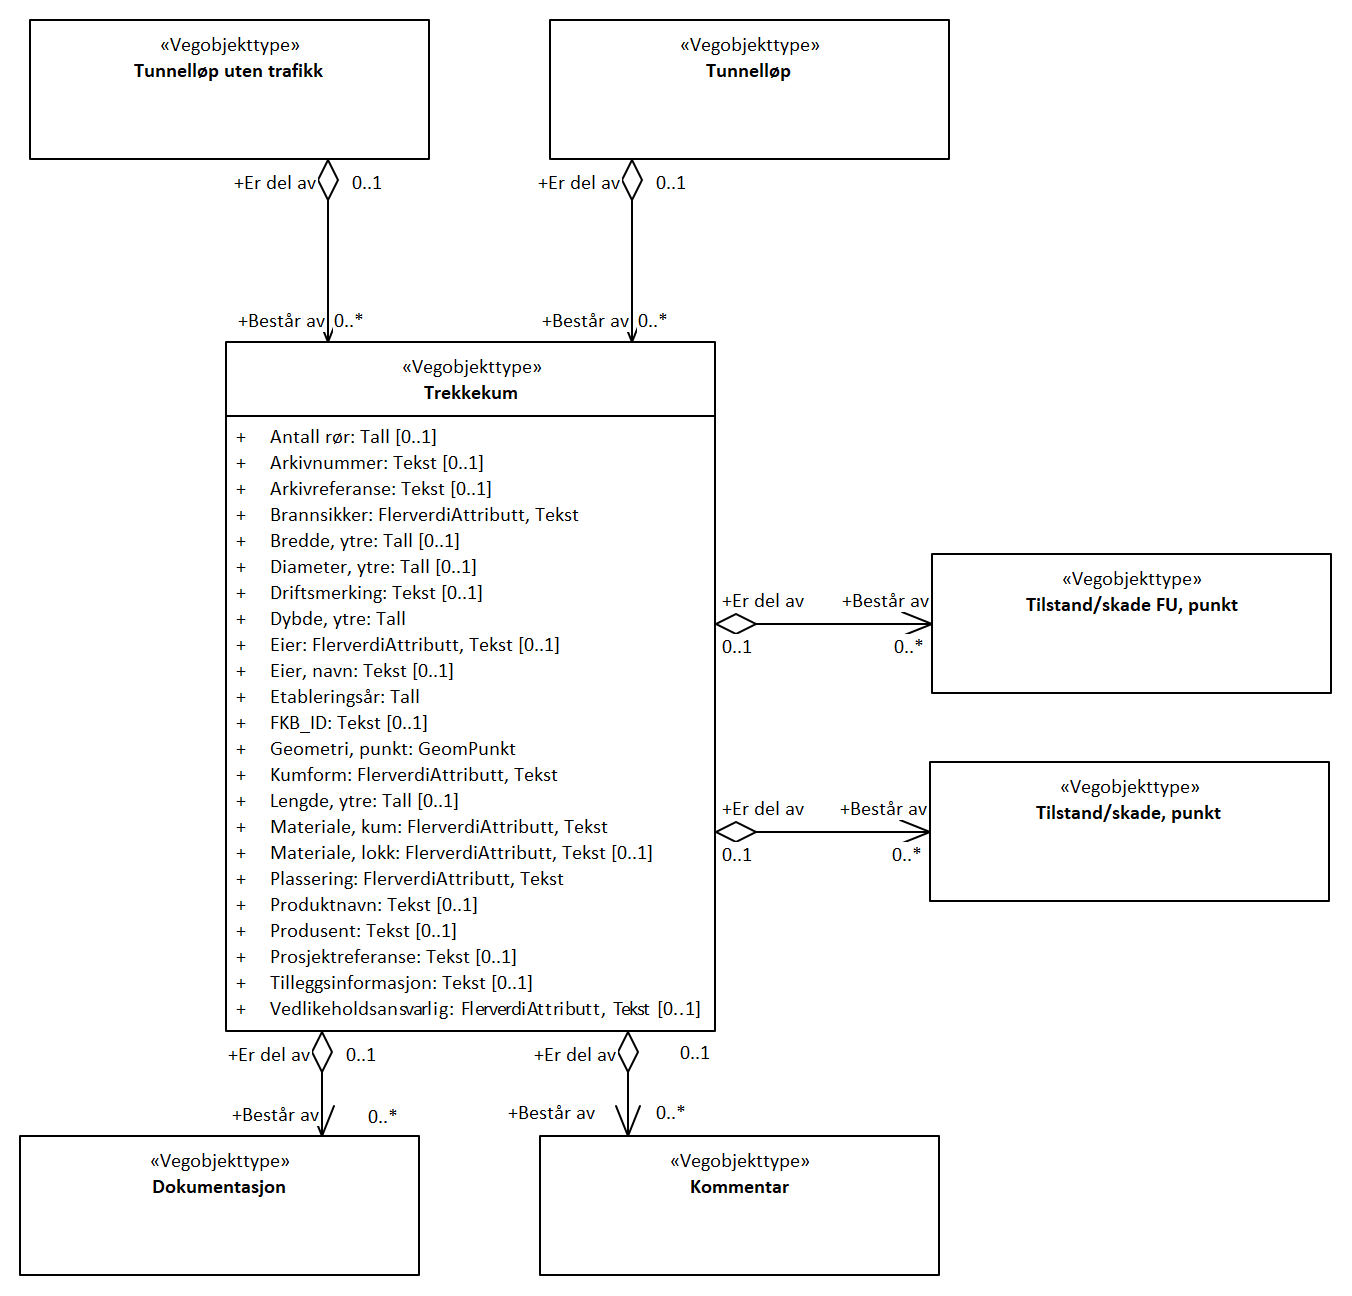 «Vegobjekttype»
Tunnelløp uten trafikk
«Vegobjekttype»
Tunnelløp
+Er del av 0..1
+Er del av 0..1
+Består av 0..*
+Består av 0..*
«Vegobjekttype»
Trekkekum
+ Antall rør: Tall [0..1]
+ Arkivnummer: Tekst [0..1]
+ Arkivreferanse: Tekst [0..1]
+ Brannsikker: FlerverdiAttributt, Tekst
+ Bredde, ytre: Tall [0..1]
+ Diameter, ytre: Tall [0..1]
+ Driftsmerking: Tekst [0..1]
+ Dybde, ytre: Tall
+ Eier: FlerverdiAttributt, Tekst [0..1]
+ Eier, navn: Tekst [0..1]
+ Etableringsår: Tall
+ FKB_ID: Tekst [0..1]
+ Geometri, punkt: GeomPunkt
+ Kumform: FlerverdiAttributt, Tekst
+ Lengde, ytre: Tall [0..1]
+ Materiale, kum: FlerverdiAttributt, Tekst
+ Materiale, lokk: FlerverdiAttributt, Tekst [0..1]
+ Plassering: FlerverdiAttributt, Tekst
+ Produktnavn: Tekst [0..1]
+ Produsent: Tekst [0..1]
+ Prosjektreferanse: Tekst [0..1]
+ Tilleggsinformasjon: Tekst [0..1]
+ Vedlikeholdsansvarlig: FlerverdiAttributt, Tekst [0..1]
+Er del av +Består av
0..1 0..*
«Vegobjekttype»
Tilstand/skade FU, punkt
+Er del av +Består av
0..1 0..*
«Vegobjekttype»
Tilstand/skade, punkt
+Er del av 0..1
+Er del av 0..1
+Består av 0..*
+Består av 0..*
«Vegobjekttype»
Dokumentasjon
«Vegobjekttype»
Kommentar